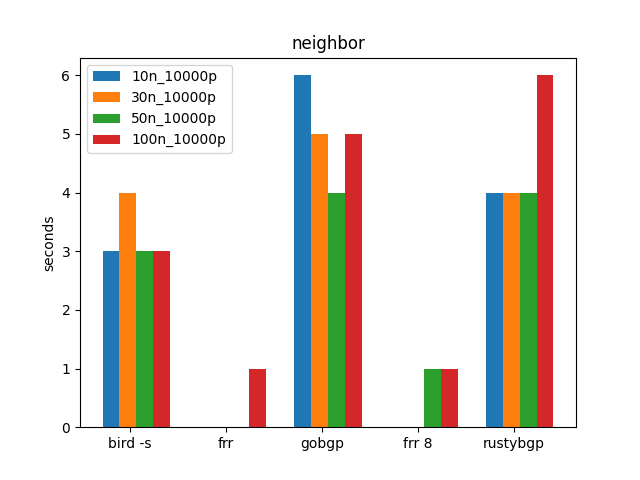 neighbor
10n_10000p
30n_10000p
50n_10000p
100n_10000p
seconds
6
5
4
3
2
1
0
bird -s
frr
gobgp
frr 8
rustybgp